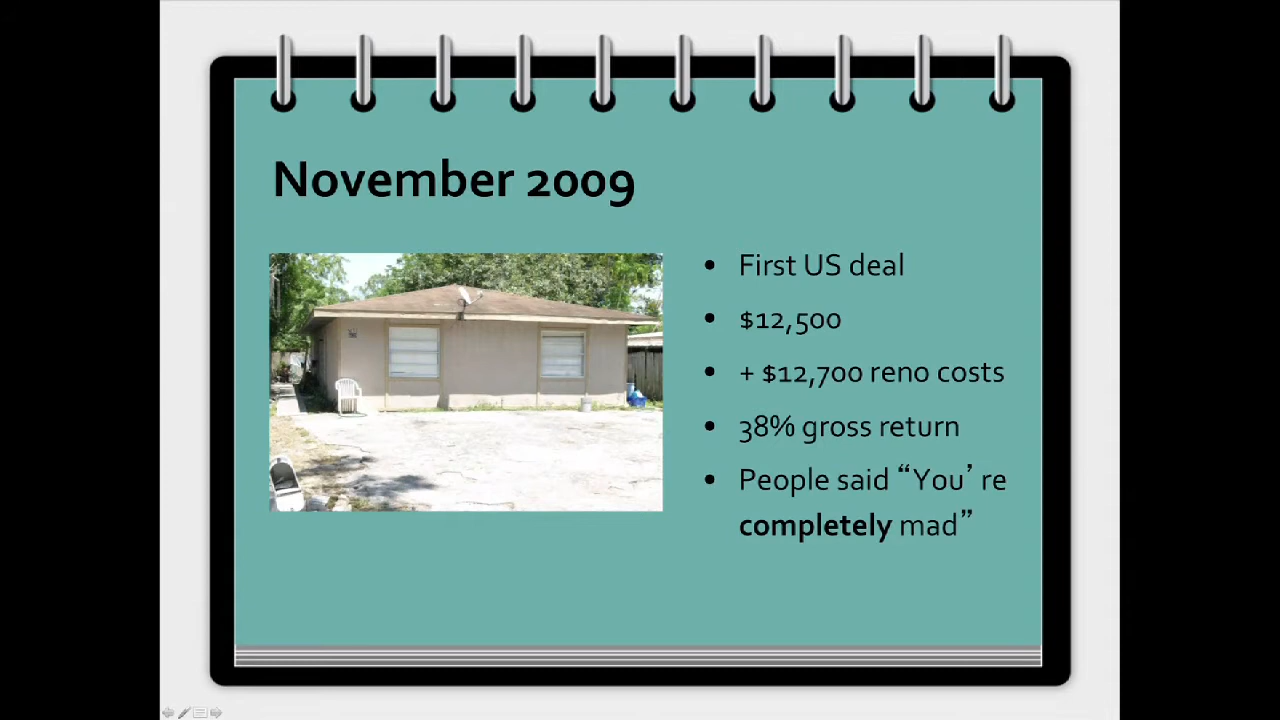 November 2009
• First US deal
• $12,500
• + $12,700 reno costs
• 38% gross return
• People said “You’ re
completely mad”